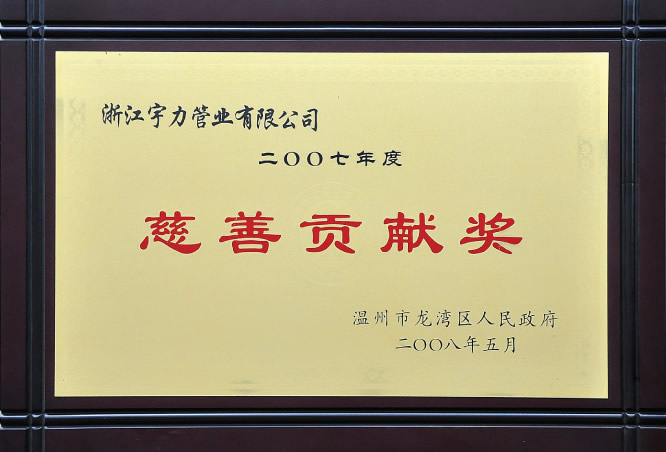 浙江宇力管业有限公司
二〇〇七年度
慈善贡献奖
温州市龙湾区人民政府
二〇〇八年五月